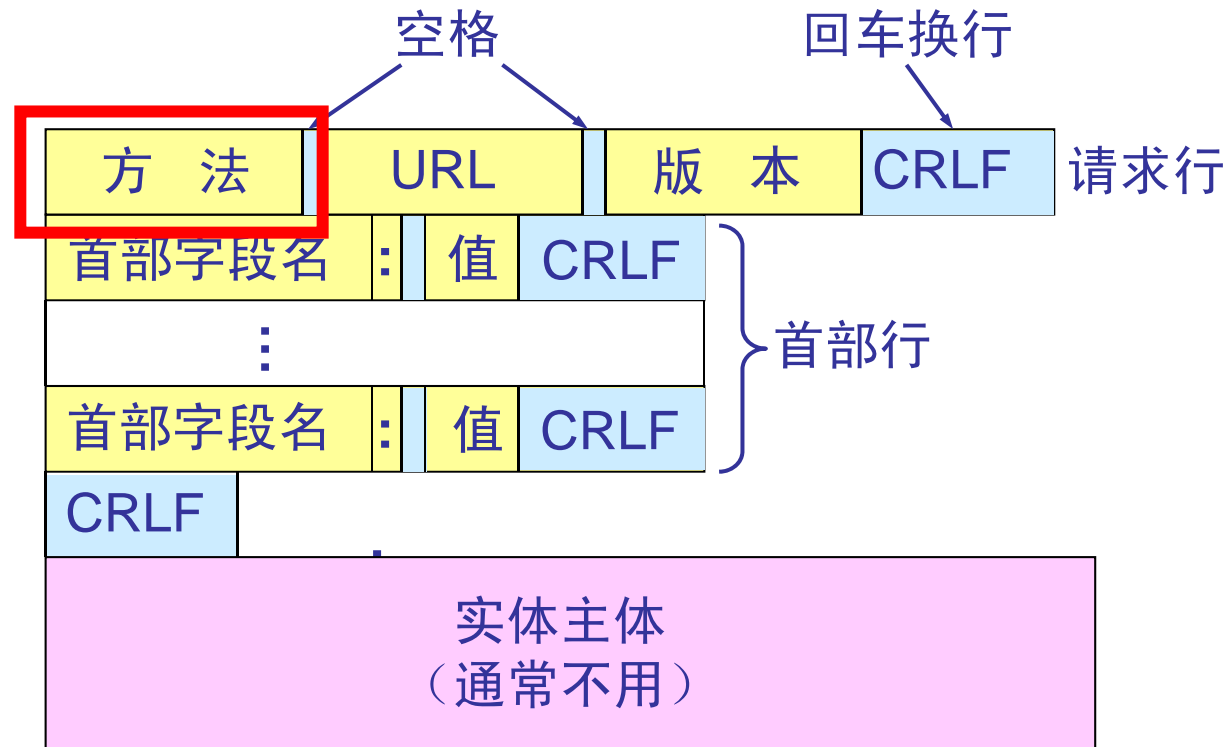 空格 回车换行
方 法 URL 版 本 CRLF 请求行
首部字段名 : 值 CRLF
⋮ 首部行
首部字段名 : 值 CRLF
CRLF
实体主体
（通常不用）